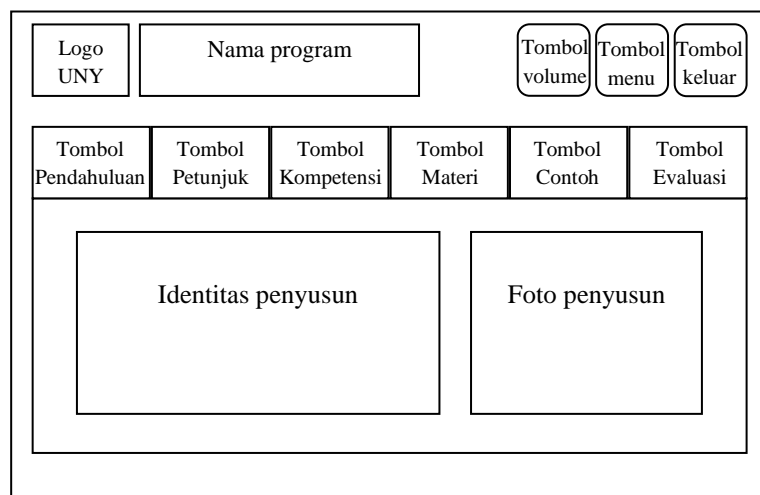 Logo
UNY
Nama program
Tombol
volume
Tombol
menu
Tombol
keluar
Tombol
Pendahuluan
Tombol
Petunjuk
Tombol
Kompetensi
Tombol
Materi
Tombol
Contoh
Tombol
Evaluasi
Identitas penyusun
Foto penyusun